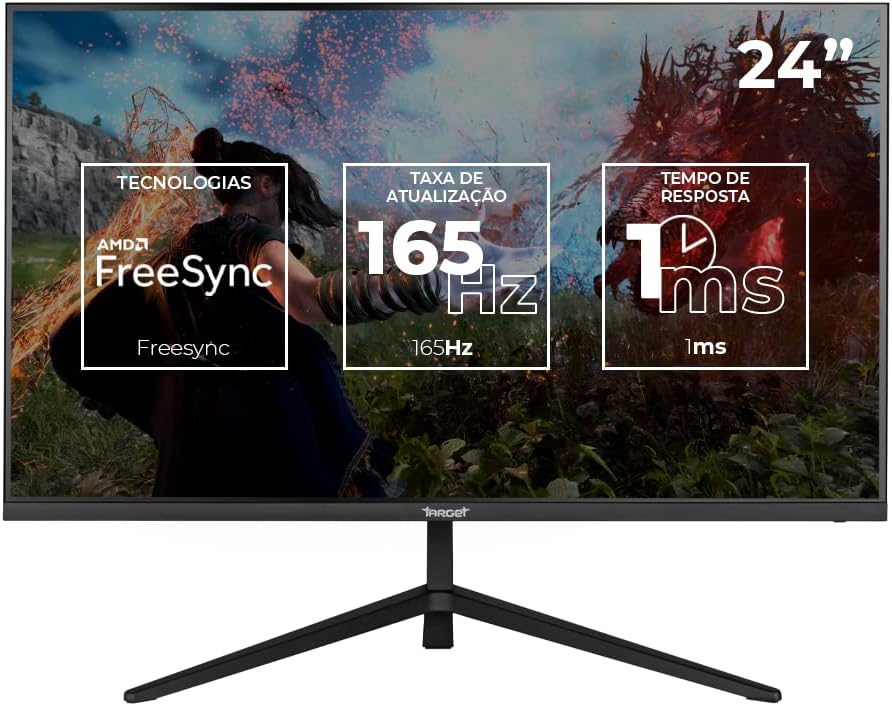 24”
TECNOLOGIAS
AMD
FreeSync
Freesync
TAXA DE
ATUALIZAÇÃO
165
Hz
165Hz
TEMPO DE
RESPOSTA
1
ms
1ms
TARGET